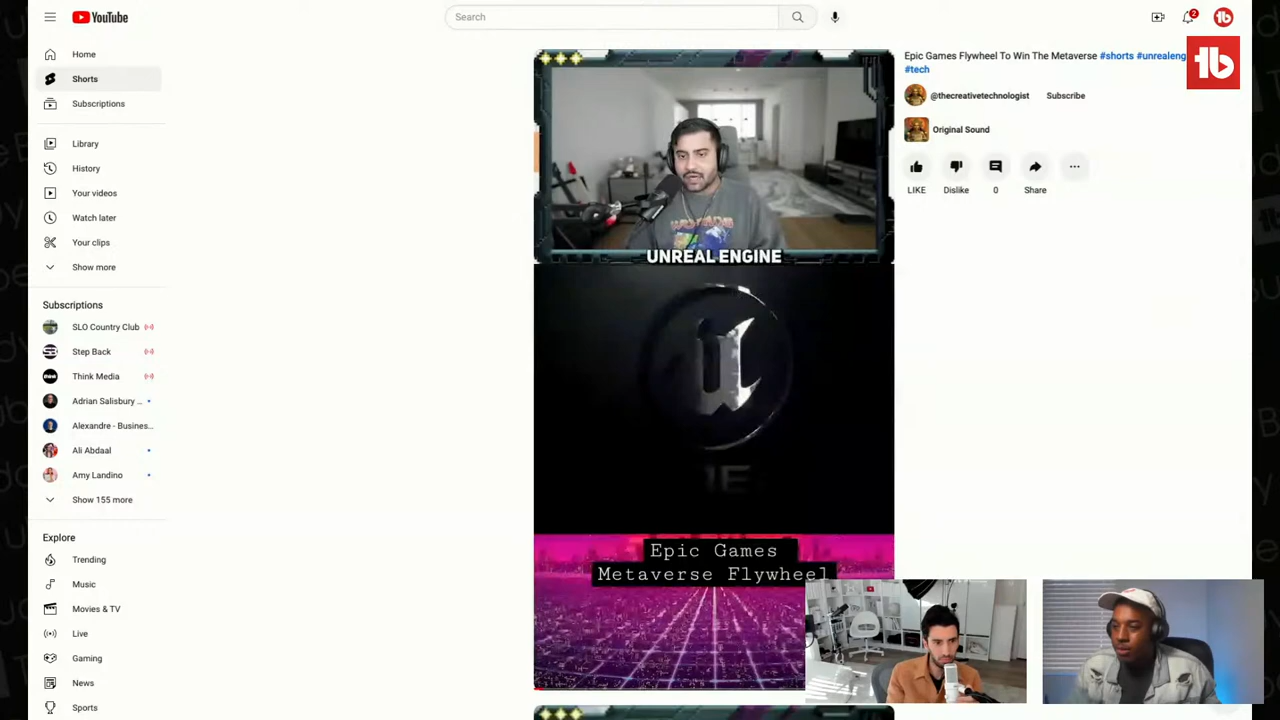 YouTube
Search
2
Home
Shorts
Subscriptions
Library
History
Your videos
Watch later
Your clips
Show more
Subscriptions
SLO Country Club
Step Back
Think Media
Adrian Salisbury ...
Alexandre - Busines...
Ali Abdaal
Amy Landino
Show 155 more
Explore
Trending
Music
Movies & TV
Live
Gaming
News
Sports
UNREAL ENGINE
Epic Games
Metaverse Flywheel
Epic Games Flywheel To Win The Metaverse #shorts #unrealeng
#tech
@thecreativetechnologist Subscribe
Original Sound
LIKE Dislike 0 Share